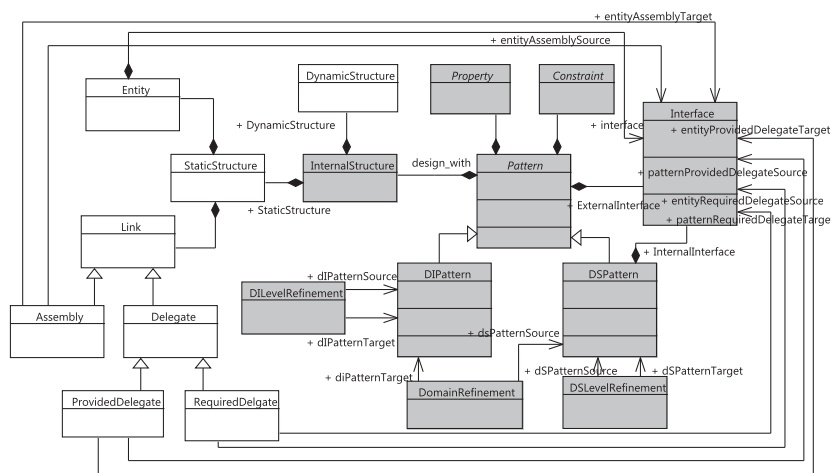 + entityAssemblyTarget
+ entityAssemblySource
Entity
DynamicStructure
Property
Constraint
Interface
+ DynamicStructure
+ interface
+ entityProvidedDelegateTarget
StaticStructure
InternalStructure
design_with
Pattern
+ patternProvidedDelegateSource
+ StaticStructure
+ ExternalInterface
+ entityRequiredDelegateSource
+ patternRequiredDelegateTarget
Link
+ InternalInterface
+ dIPatternSource
DIPattern
DSPattern
DILevelRefinement
Assembly
Delegate
+ dsPatternSource
+ dIPatternTarget
+ diPatternTarget
+ dSPatternSource
+ dSPatternTarget
DomainRefinement
DSLevelRefinement
ProvidedDelegate
RequiredDelgate